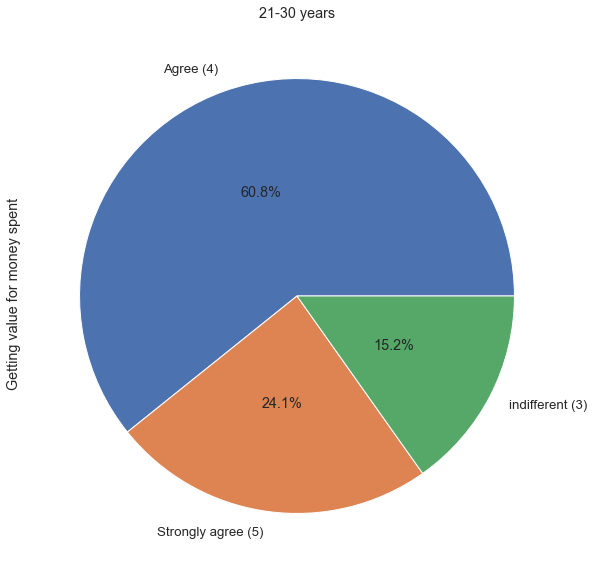 21-30 years
Agree (4)
60.8%
Getting value for money spent
15.2%
24.1%
indifferent (3)
Strongly agree (5)